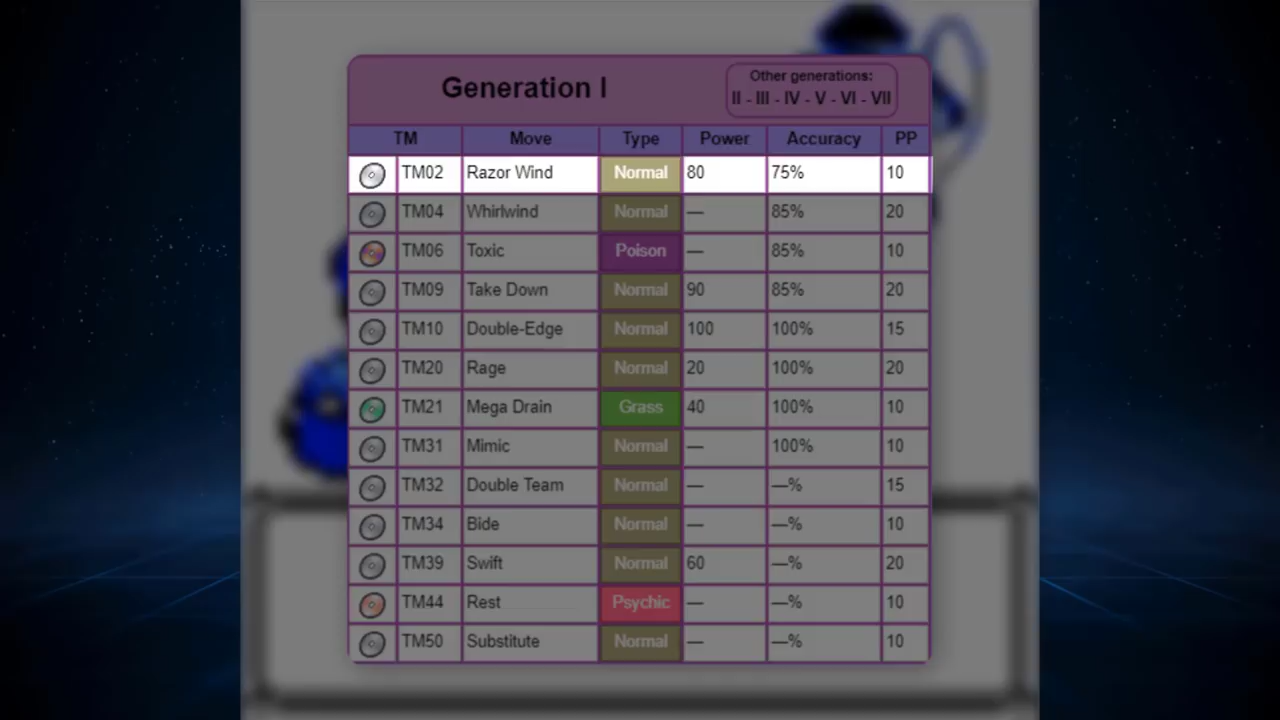 Generation I
Other generations:
II - III - IV - V - VI - VII
TM Move Type Power Accuracy PP
TM02 Razor Wind Normal 80 75% 10
TM04 Whirlwind Normal — 85% 20
TM06 Toxic Poison — 85% 10
TM09 Take Down Normal 90 85% 20
TM10 Double-Edge Normal 100 100% 15
TM20 Rage Normal 20 100% 20
TM21 Mega Drain Grass 40 100% 10
TM31 Mimic Normal — 100% 10
TM32 Double Team Normal — —% 15
TM34 Bide Normal — —% 10
TM39 Swift Normal 60 —% 20
TM44 Rest Psychic — —% 10
TM50 Substitute Normal — —% 10